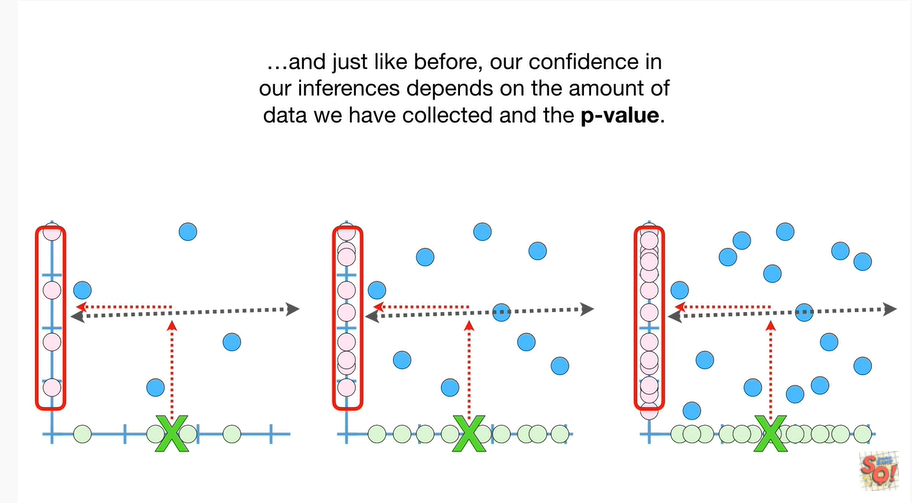 …and just like before, our confidence in
our inferences depends on the amount of
data we have collected and the p-value.
X
X
X
SQ!